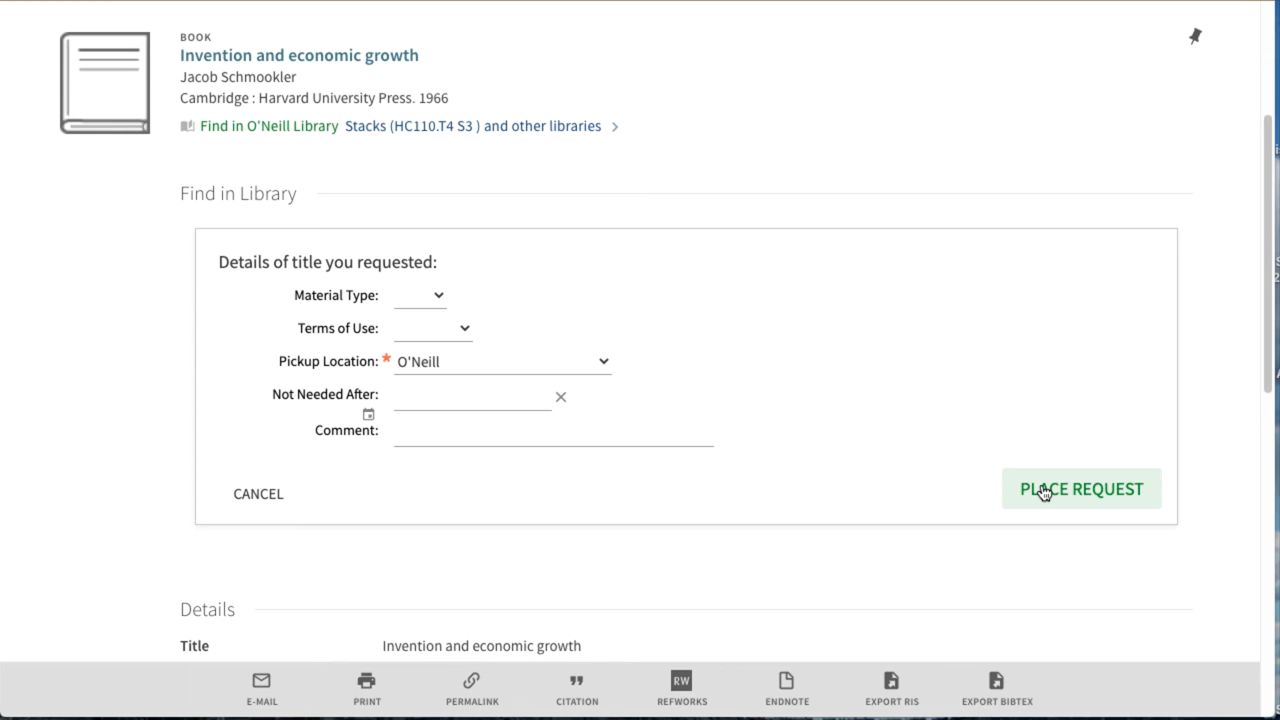 BOOK
Invention and economic growth
Jacob Schmookler
Cambridge : Harvard University Press. 1966
Find in O'Neill Library Stacks (HC110.T4 S3 ) and other libraries
Find in Library
Details of title you requested:
Material Type:
Terms of Use:
Pickup Location: * O'Neill
Not Needed After:
Comment:
CANCEL
PLACE REQUEST
Details
Title Invention and economic growth
RW
E-MAIL PRINT PERMALINK CITATION REFWORKS ENDNOTE EXPORT RIS EXPORT BIBTEX